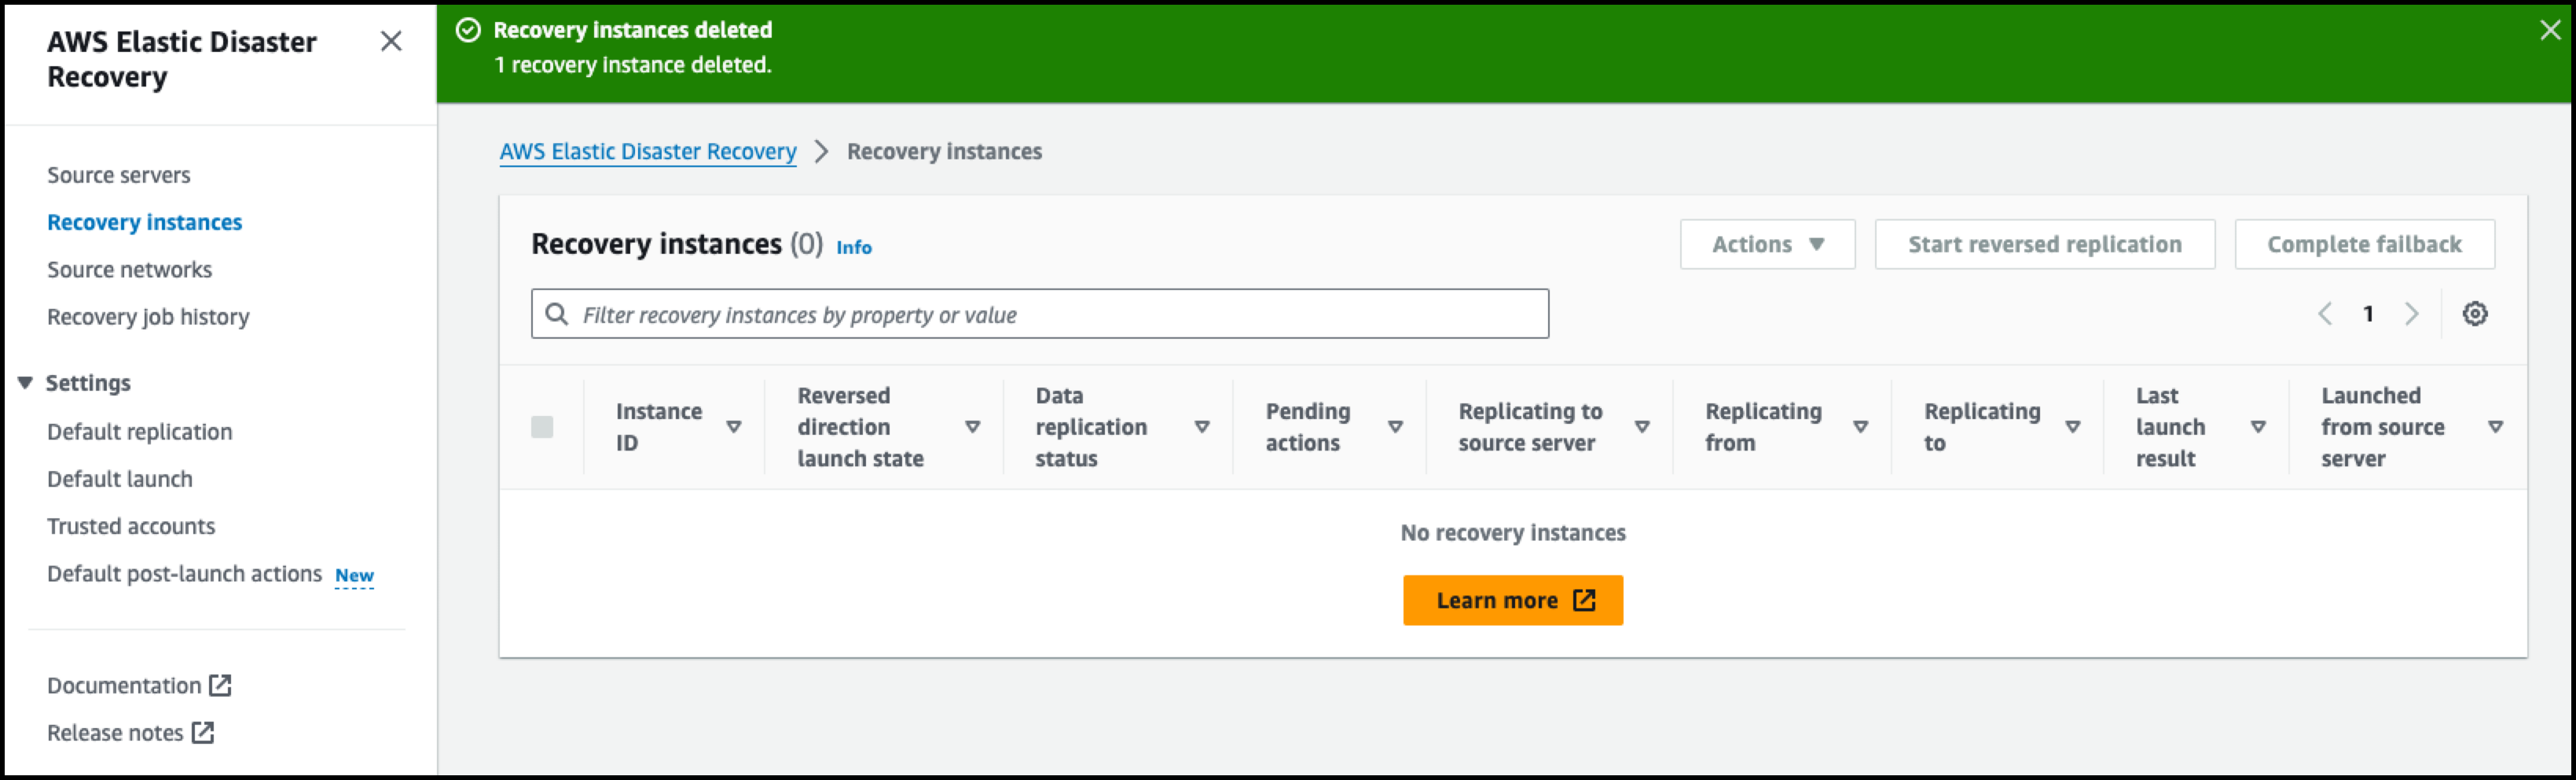 AWS Elastic Disaster
Recovery
Source servers
Recovery instances
Source networks
Recovery job history
Settings
Default replication
Default launch
Trusted accounts
Default post-launch actions New
Documentation
Release notes
Recovery instances deleted
1 recovery instance deleted.
AWS Elastic Disaster Recovery > Recovery instances
Recovery instances (0) Info
Actions Start reversed replication Complete failback
Filter recovery instances by property or value
1
Instance
ID
Reversed
direction
launch state
Data
replication
status
Pending
actions
Replicating to
source server
Replicating
from
Replicating
to
Last
launch
result
Launched
from source
server
No recovery instances
Learn more